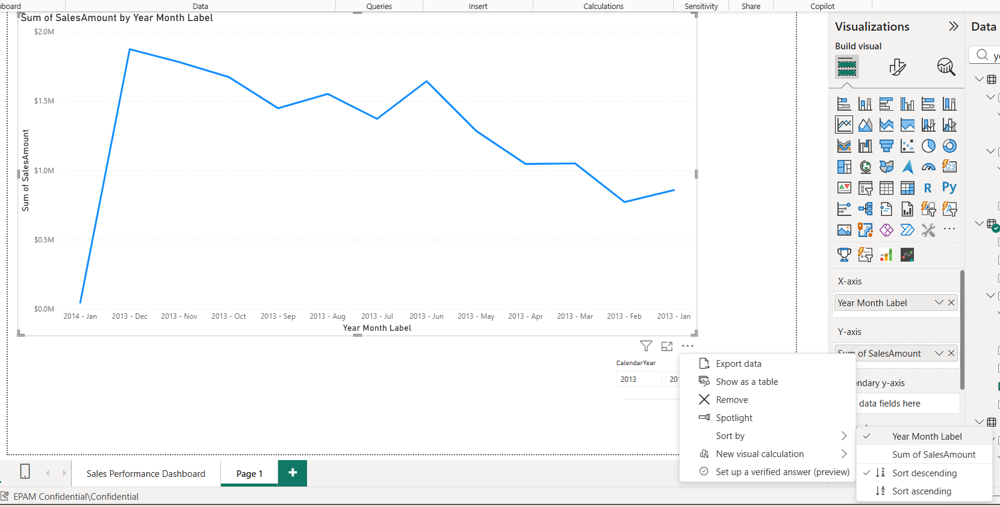 board
Data
Queries
Insert
Calculations
Sensitivity
Share
Copilot
Sum of SalesAmount by Year Month Label
$2.0M
$1.5M
$1.0M
$0.5M
$0.0M
Sum of SalesAmount
2014 - Jan
2013 - Dec
2013 - Nov
2013 - Oct
2013 - Sep
2013 - Aug
2013 - Jul
2013 - Jun
2013 - May
2013 - Apr
2013 - Mar
2013 - Feb
2013 - Jan
Year Month Label
CalendarYear
2013
20
Export data
Show as a table
Remove
Spotlight
Sort by
New visual calculation
Set up a verified answer (preview)
Year Month Label
Sum of SalesAmount
Sort descending
Sort ascending
Visualizations
Build visual
123
R
Py
X-axis
Year Month Label
Y-axis
Sum of SalesAmount
ndary y-axis
data fields here
Data
Sales Performance Dashboard
Page 1
EPAM Confidential\Confidential